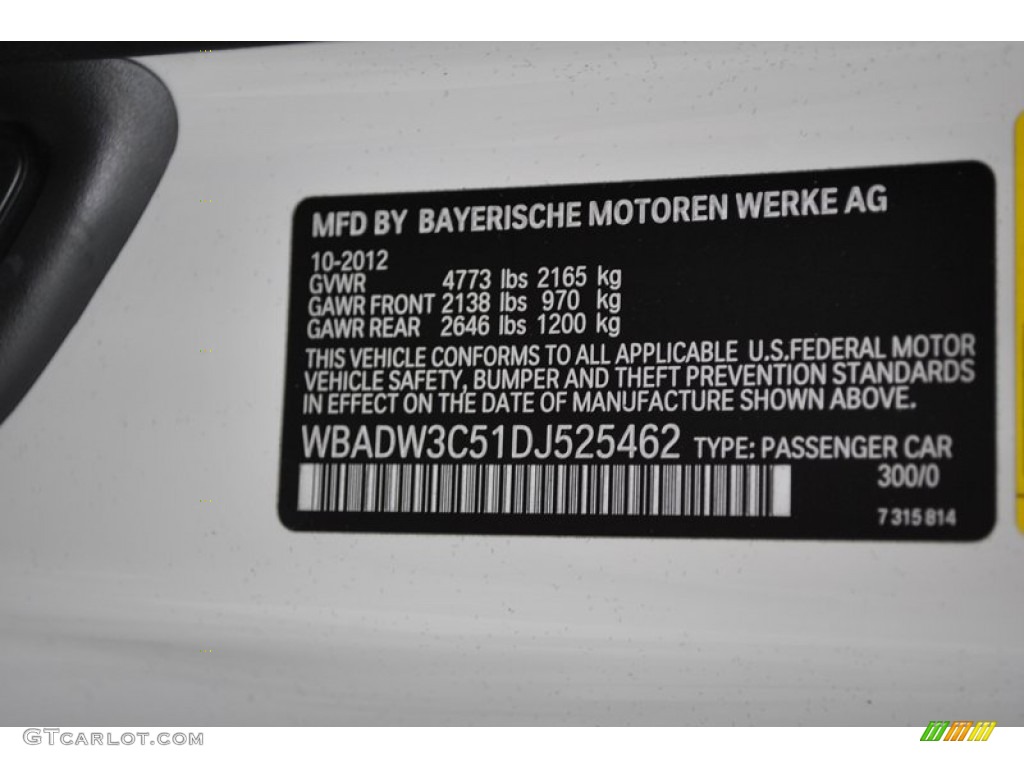 MFD BY BAYERISCHE MOTOREN WERKE AG
10-2012
GVWR 4773 lbs 2165 kg
GAWR FRONT 2138 lbs 970 kg
GAWR REAR 2646 lbs 1200 kg
THIS VEHICLE CONFORMS TO ALL APPLICABLE U.S.FEDERAL MOTOR
VEHICLE SAFETY, BUMPER AND THEFT PREVENTION STANDARDS
IN EFFECT ON THE DATE OF MANUFACTURE SHOWN ABOVE.
WBADW3C51DJ525462 TYPE: PASSENGER CAR
300/0
7 315 814
GTCARLOT.COM